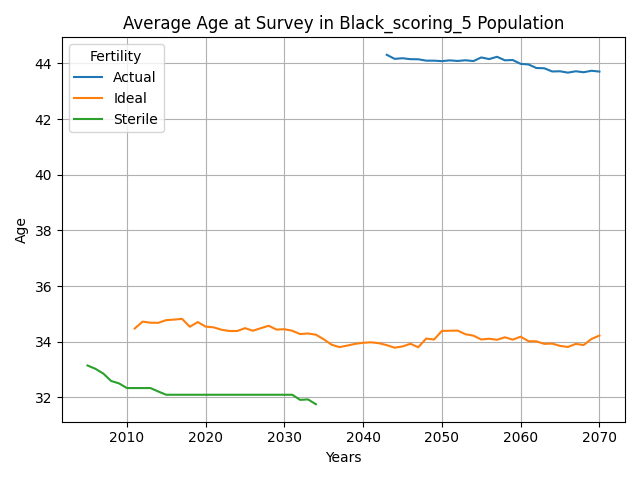 Average Age at Survey in Black_scoring_5 Population
Fertility
Actual
Ideal
Sterile
Age
44
42
40
38
36
34
32
2010
2020
2030
2040
2050
2060
2070
Years